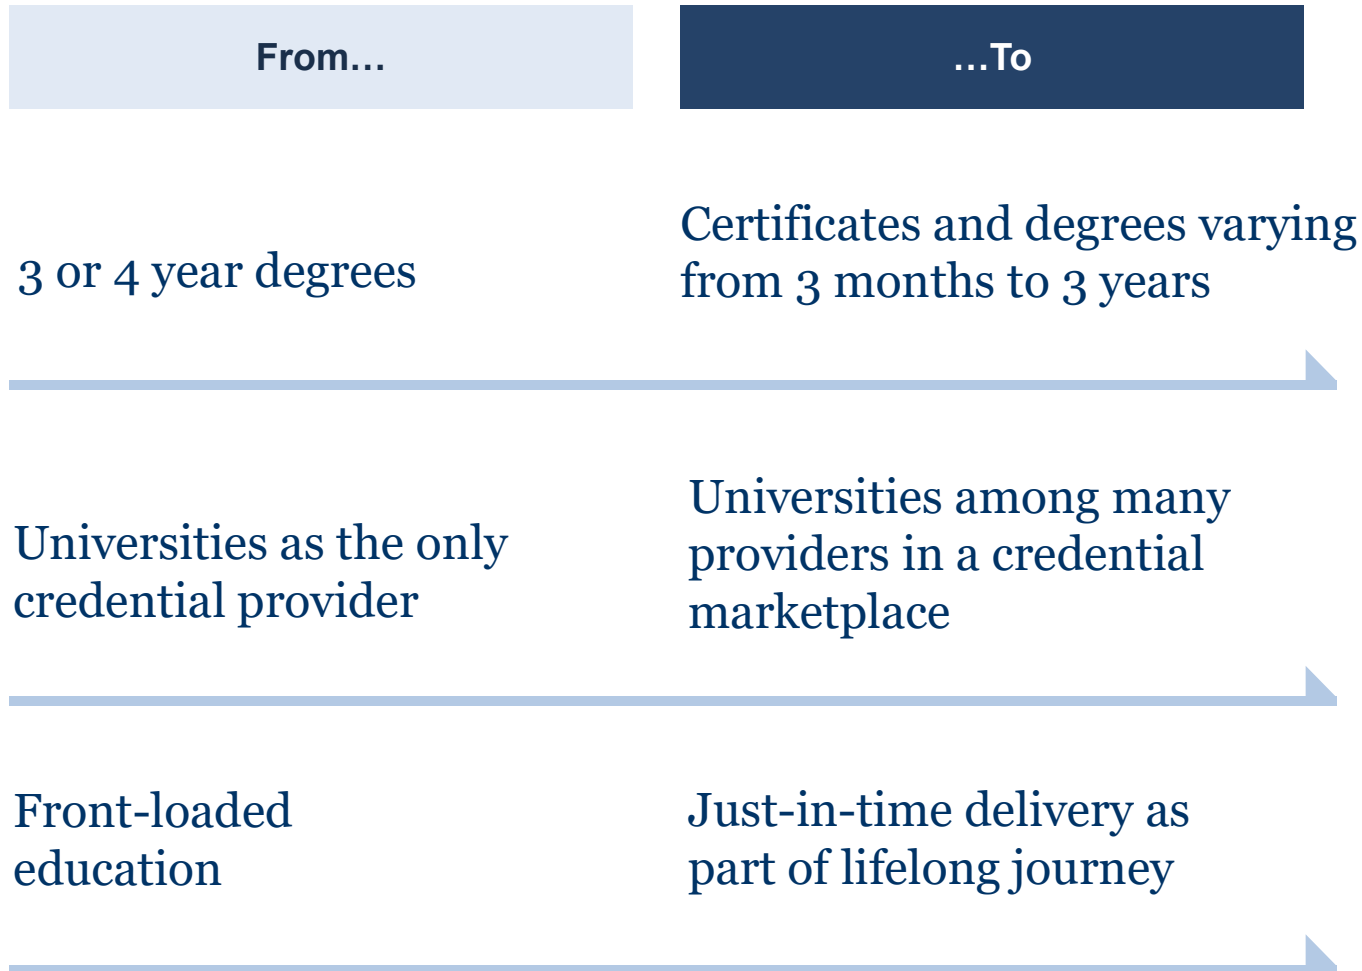 From…
…To
3 or 4 year degrees
Certificates and degrees varying
from 3 months to 3 years
Universities as the only
credential provider
Universities among many
providers in a credential
marketplace
Front-loaded
education
Just-in-time delivery as
part of lifelong journey